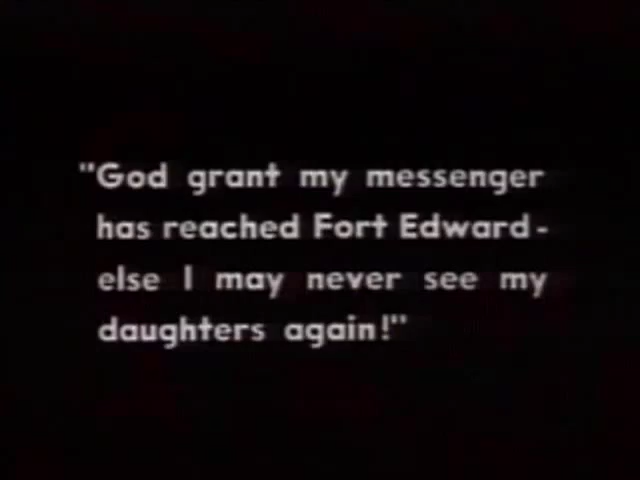 "God grant my messenger
has reached Fort Edward-
else I may never see my
daughters again!"